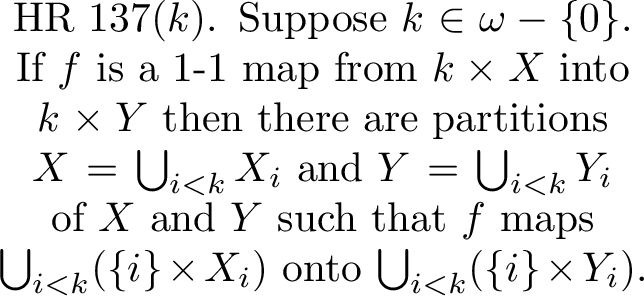 HR 137(k). Suppose k ∈ ω − {0}.
If f is a 1-1 map from k × X into
k × Y then there are partitions
X = ⋃_{i<k} X_i and Y = ⋃_{i<k} Y_i
of X and Y such that f maps
⋃_{i<k}({i} × X_i) onto ⋃_{i<k}({i} × Y_i).